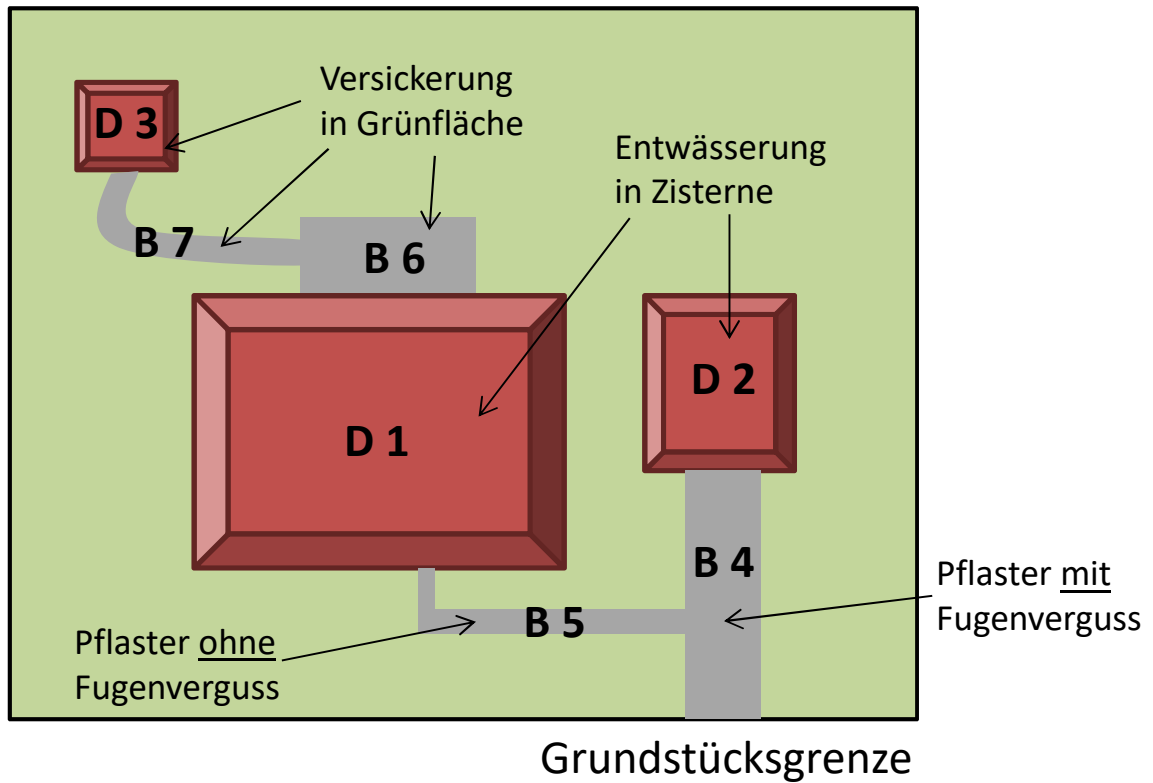 Versickerung
in Grünfläche
D 3
Entwässerung
in Zisterne
B 7
B 6
D 2
D 1
B 4
Pflaster mit
Fugenverguss
B 5
Pflaster ohne
Fugenverguss
Grundstücksgrenze